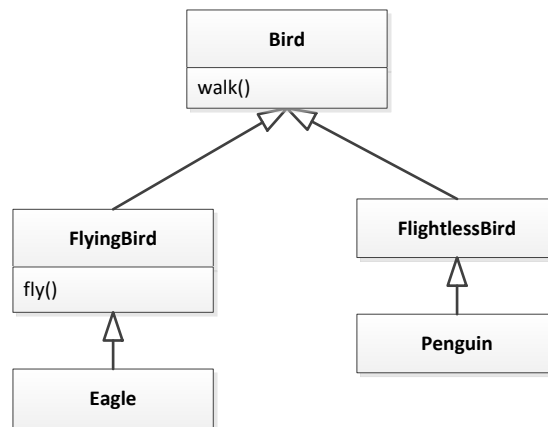 Bird
walk()
FlyingBird
fly()
FlightlessBird
Eagle
Penguin